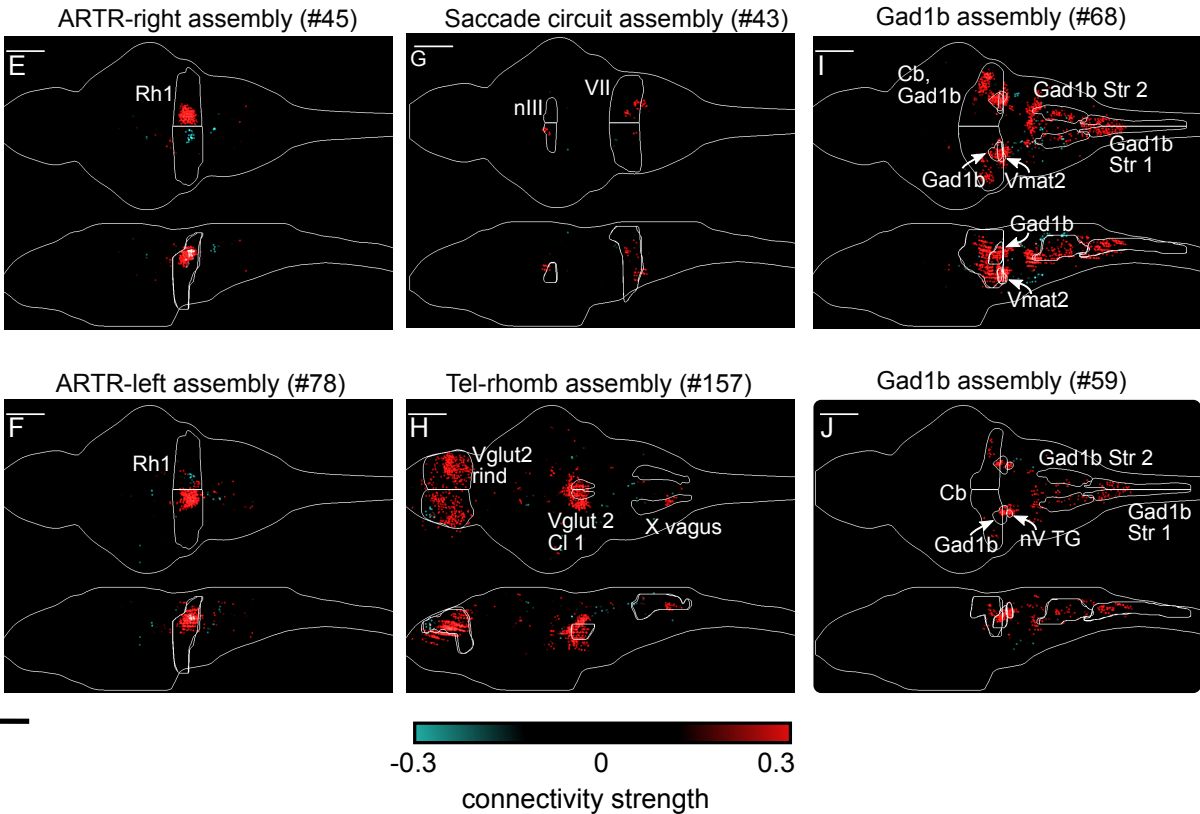 ARTR-right assembly (#45)
E
Rh1
Saccade circuit assembly (#43)
G
nIII
VII
Gad1b assembly (#68)
I
Cb,
Gad1b
Gad1b Str 2
Gad1b
Str 1
Gad1b
Vmat2
Gad1b
Vmat2
ARTR-left assembly (#78)
F
Rh1
Tel-rhomb assembly (#157)
H
Vglut2
rind
Vglut 2
Cl 1
X vagus
Gad1b assembly (#59)
J
Gad1b Str 2
Cb
Gad1b
Str 1
Gad1b
nV TG
-0.3
0
0.3
connectivity strength